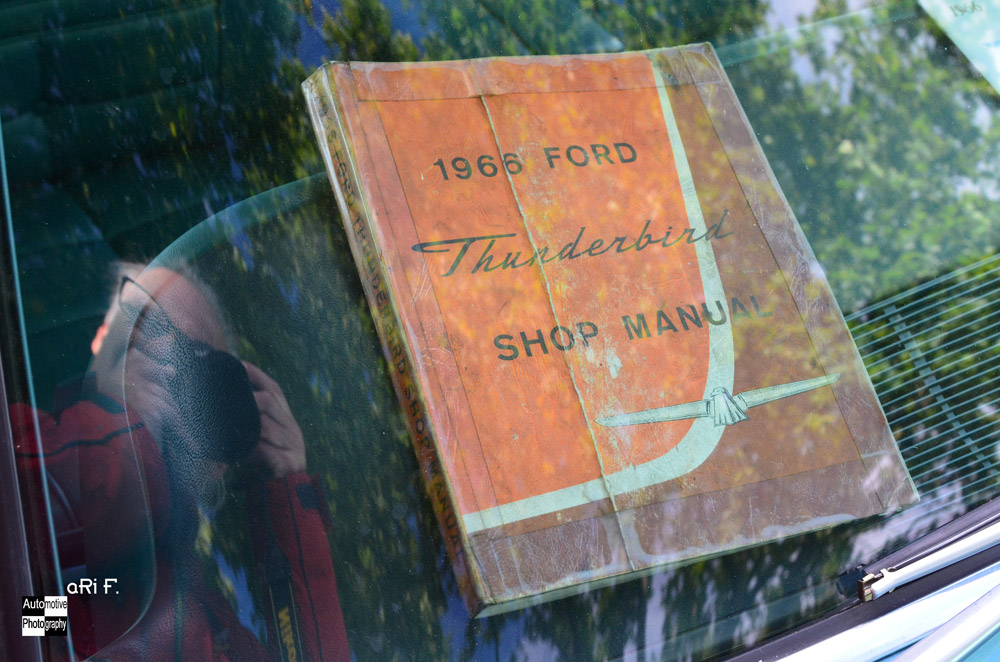 1966 FORD
Thunderbird
SHOP MANUAL
aRi F.
Automotive
Photography